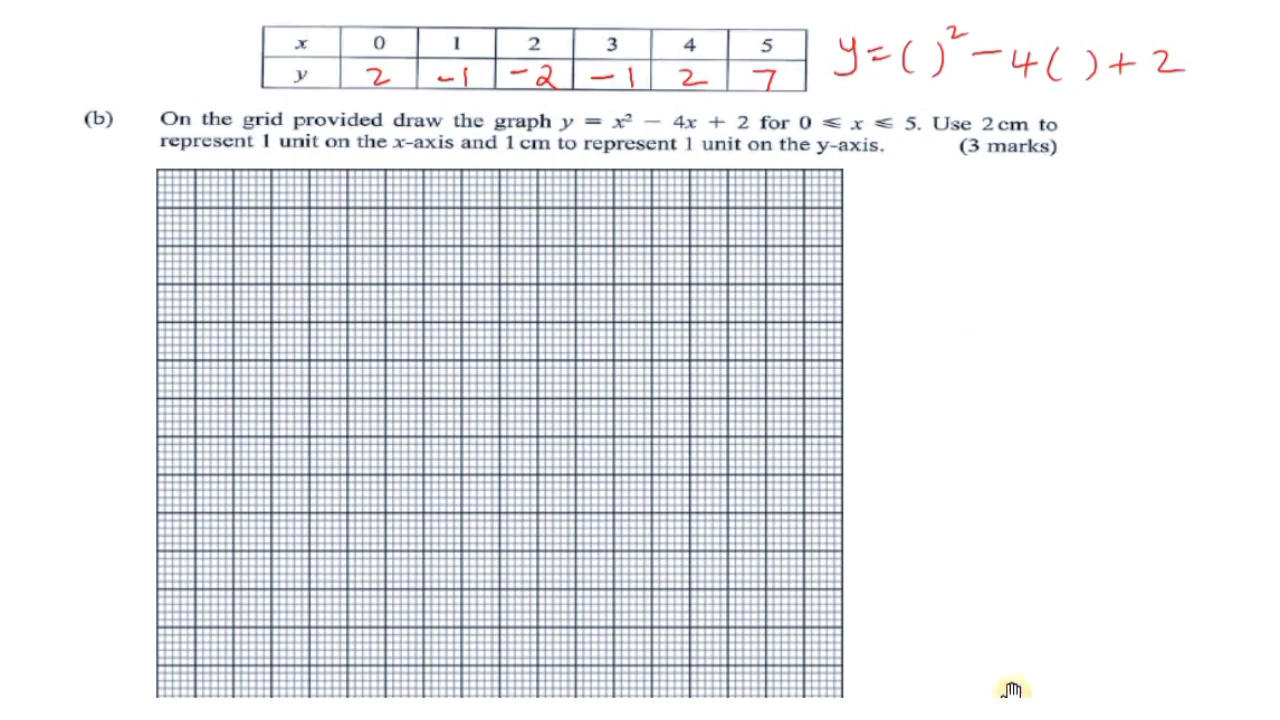 x 0 1 2 3 4 5
y 2 -1 -2 -1 2 7
y = ( )² - 4( ) + 2
(b) On the grid provided draw the graph y = x² − 4x + 2 for 0 ⩽ x ⩽ 5. Use 2 cm to
represent 1 unit on the x-axis and 1 cm to represent 1 unit on the y-axis. (3 marks)